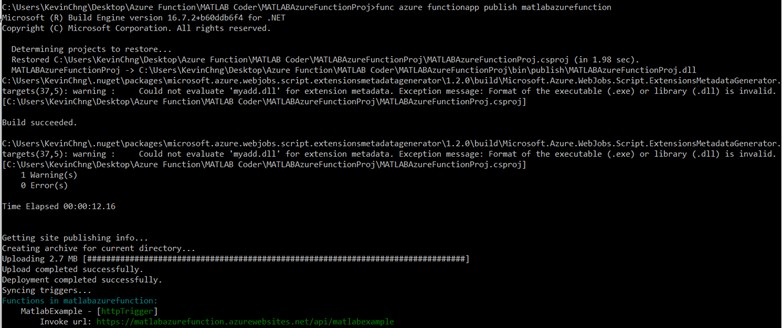 C:\Users\KevinChng\Desktop\Azure Function\MATLAB Coder\MATLABAzureFunctionProj>func azure functionapp publish matlabazurefunction
Microsoft (R) Build Engine version 16.7.2+b60ddb6f4 for .NET
Copyright (C) Microsoft Corporation. All rights reserved.
Determining projects to restore...
Restored C:\Users\KevinChng\Desktop\Azure Function\MATLAB Coder\MATLABAzureFunctionProj\MATLABAzureFunctionProj.csproj (in 1.98 sec).
MATLABAzureFunctionProj -> C:\Users\KevinChng\Desktop\Azure Function\MATLAB Coder\MATLABAzureFunctionProj\bin\publish\MATLABAzureFunctionProj.dll
C:\Users\KevinChng\.nuget\packages\microsoft.azure.webjobs.script.extensionsmetadatagenerator\1.2.0\build\Microsoft.Azure.WebJobs.Script.ExtensionsMetadataGenerator.
targets(37,5): warning :     Could not evaluate 'myadd.dll' for extension metadata. Exception message: Format of the executable (.exe) or library (.dll) is invalid.
[C:\Users\KevinChng\Desktop\Azure Function\MATLAB Coder\MATLABAzureFunctionProj\MATLABAzureFunctionProj.csproj]
Build succeeded.
C:\Users\KevinChng\.nuget\packages\microsoft.azure.webjobs.script.extensionsmetadatagenerator\1.2.0\build\Microsoft.Azure.WebJobs.Script.ExtensionsMetadataGenerator.
targets(37,5): warning :     Could not evaluate 'myadd.dll' for extension metadata. Exception message: Format of the executable (.exe) or library (.dll) is invalid.
[C:\Users\KevinChng\Desktop\Azure Function\MATLAB Coder\MATLABAzureFunctionProj\MATLABAzureFunctionProj.csproj]
1 Warning(s)
0 Error(s)
Time Elapsed 00:00:12.16
Getting site publishing info...
Creating archive for current directory...
Uploading 2.7 MB [################################################################################]
Upload completed successfully.
Deployment completed successfully.
Syncing triggers...
Functions in matlabazurefunction:
MatlabExample - [httpTrigger]
Invoke url: https://matlabazurefunction.azurewebsites.net/api/matlabexample